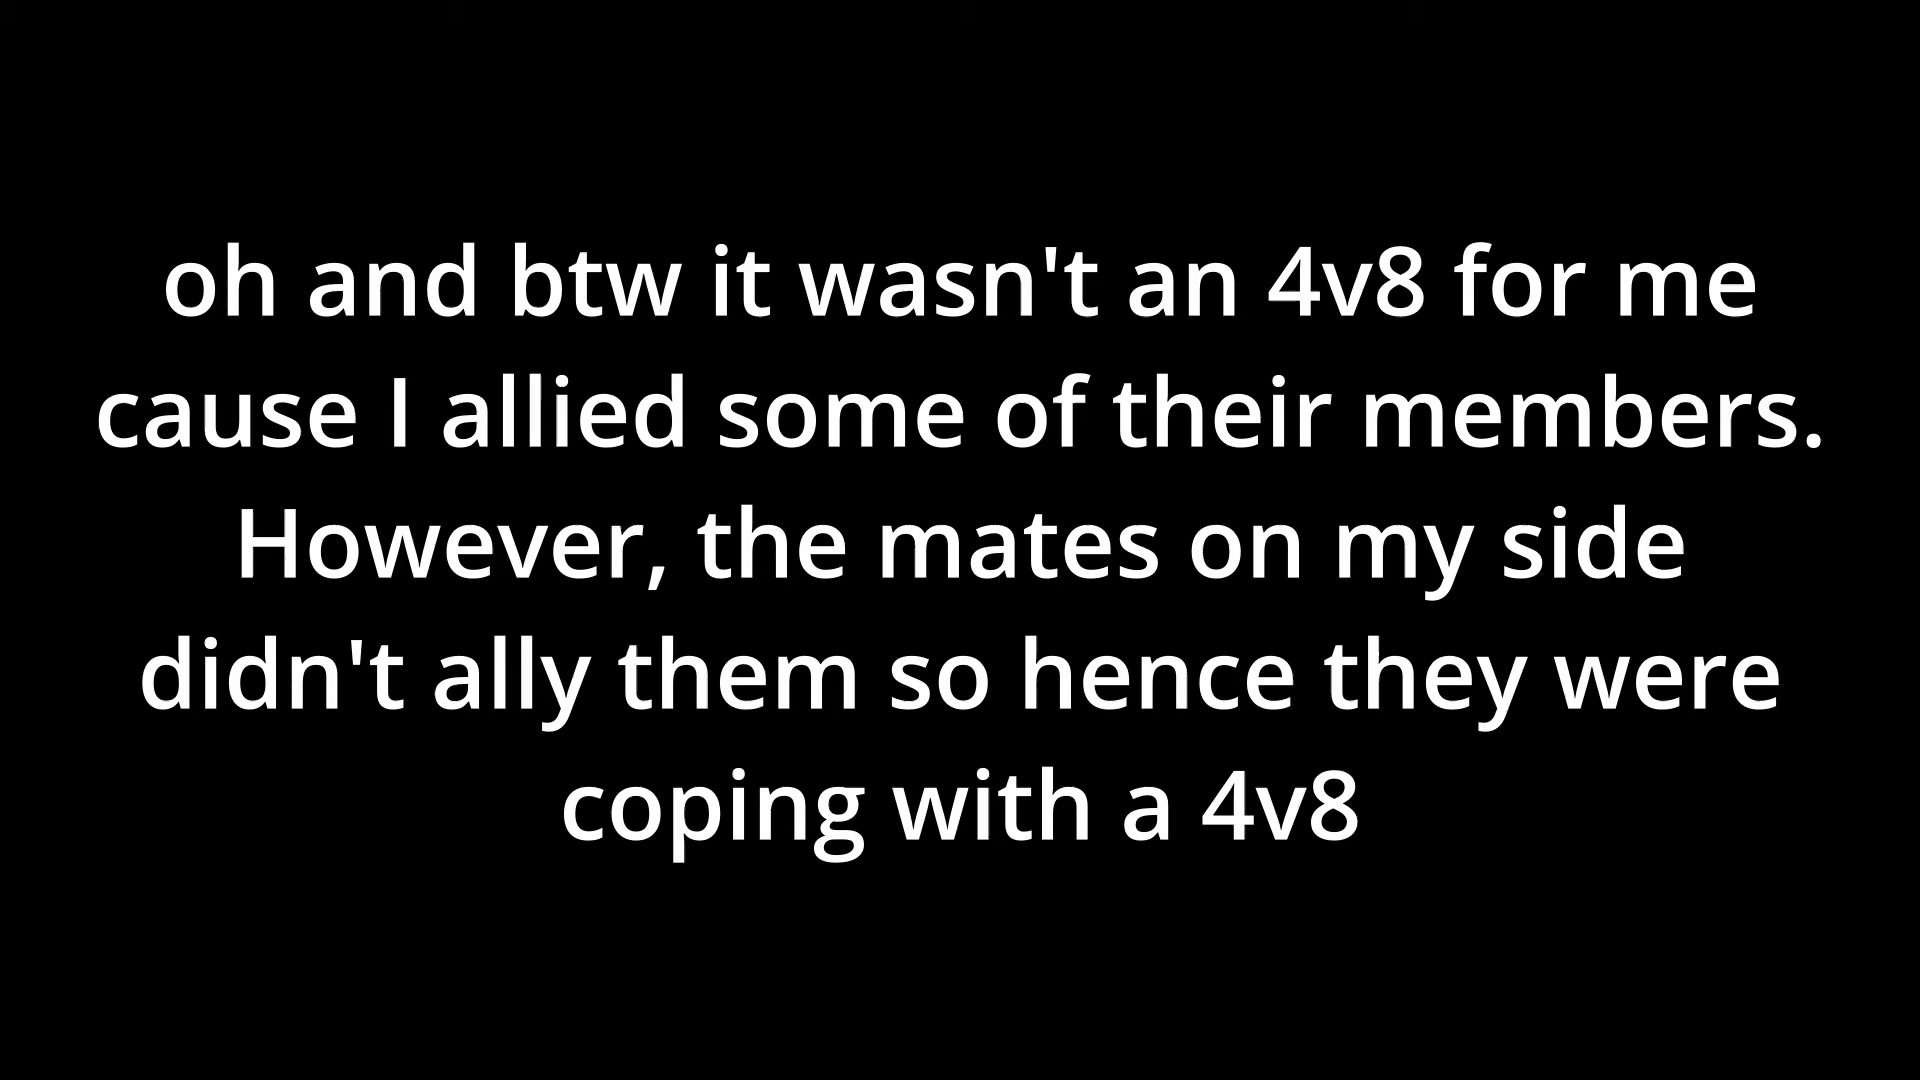 oh and btw it wasn't an 4v8 for me
cause I allied some of their members.
However, the mates on my side
didn't ally them so hence they were
coping with a 4v8